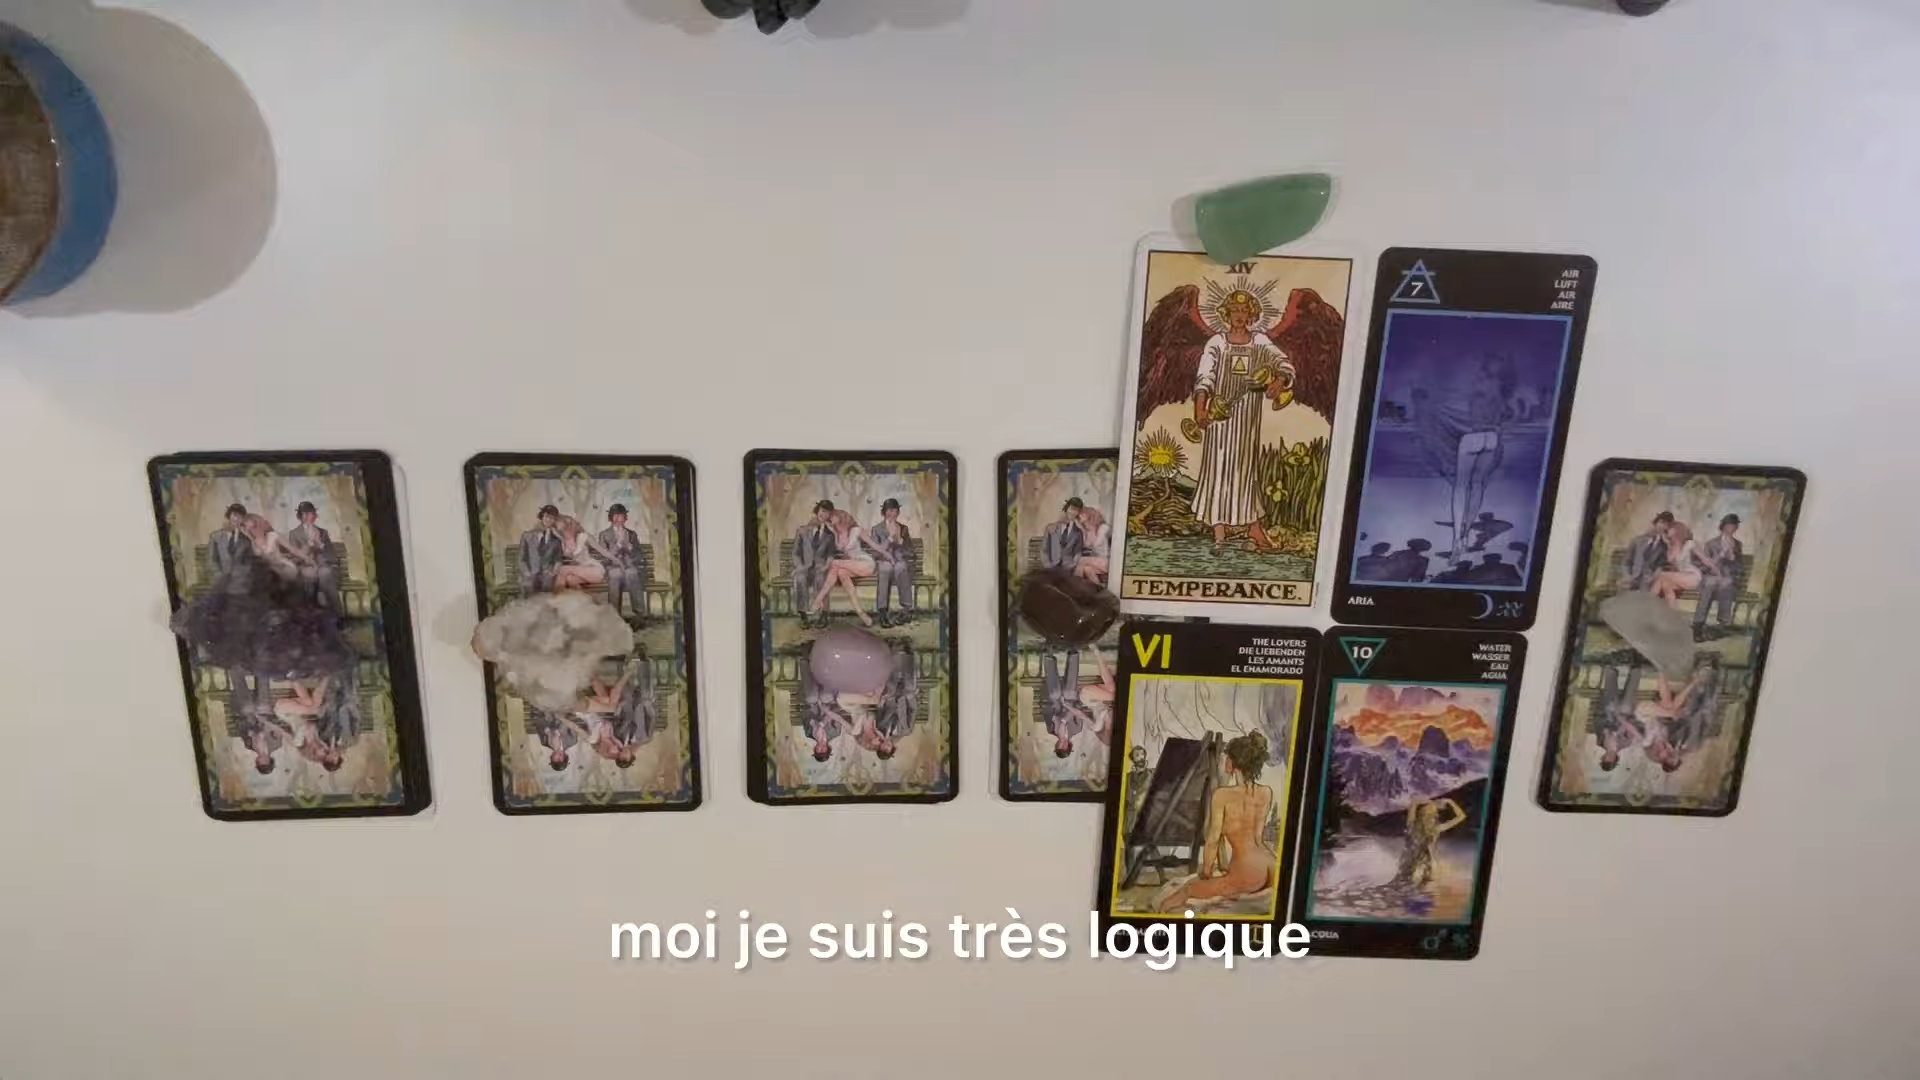 XIV
TEMPERANCE.
7
AIR
LUFT
AIR
AIRE
ARIA
VI
THE LOVERS
DIE LIEBENDEN
LES AMANTS
EL ENAMORADO
10
WATER
WASSER
EAU
AGUA
moi je suis très logique